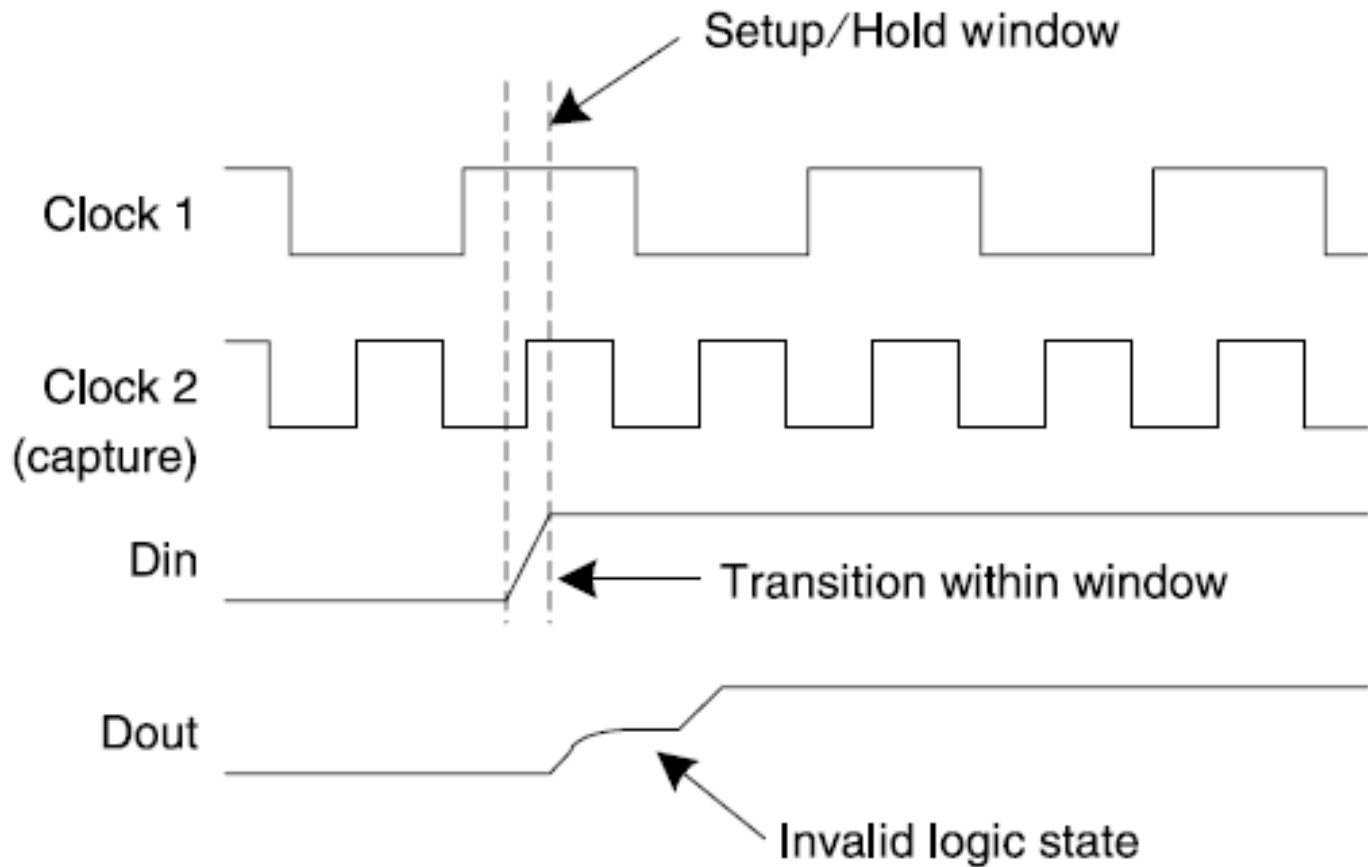 Setup/Hold window
Clock 1
Clock 2
(capture)
Din
Transition within window
Dout
Invalid logic state